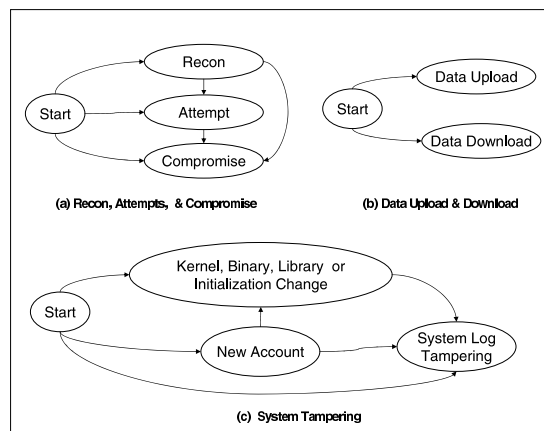 Recon
Start
Attempt
Compromise
(a) Recon, Attempts, & Compromise
Data Upload
Start
Data Download
(b) Data Upload & Download
Kernel, Binary, Library or
Initialization Change
Start
New Account
System Log
Tampering
(c) System Tampering